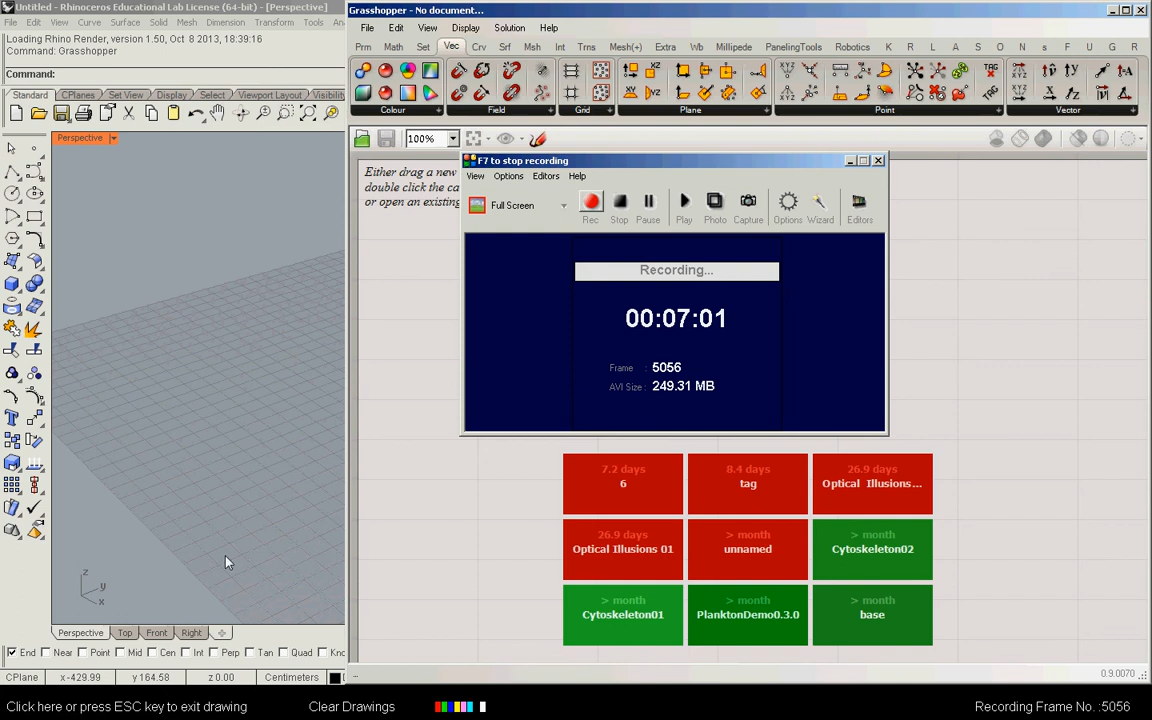 Untitled - Rhinoceros Educational Lab License (64-bit) - [Perspective]
File Edit View Curve Surface Solid Mesh Dimension Transform Tools
Loading Rhino Render, version 1.50, Oct 8 2013, 18:39:16
Command: Grasshopper
Command:
Standard CPlanes Set View Display Select Viewport Layout Visibility
Perspective
z
y
x
Perspective Top Front Right
End Near Point Mid Cen Int Perp Tan Quad
CPlane x-429.99 y 164.58 z 0.00 Centimeters
Grasshopper - No document...
File Edit View Display Solution Help
Prm Math Set Vec Crv Srf Msh Int Trns Mesh(+) Extra Wb Millipede PanelingTools Robotics K R L A S O N s F U E G R
Colour Field Grid Plane Point Vector
100%
Either drag a new
double click the ca
or open an existing
F7 to stop recording
View Options Editors Help
Full Screen Rec Stop Pause Play Photo Capture Options Wizard Editors
Recording...
00:07:01
Frame : 5056
AVI Size : 249.31 MB
7.2 days
6
8.4 days
tag
26.9 days
Optical Illusions...
26.9 days
Optical Illusions 01
> month
unnamed
> month
Cytoskeleton02
> month
Cytoskeleton01
> month
PlanktonDemo0.3.0
> month
base
0.9.0070
Click here or press ESC key to exit drawing Clear Drawings Recording Frame No. :5056